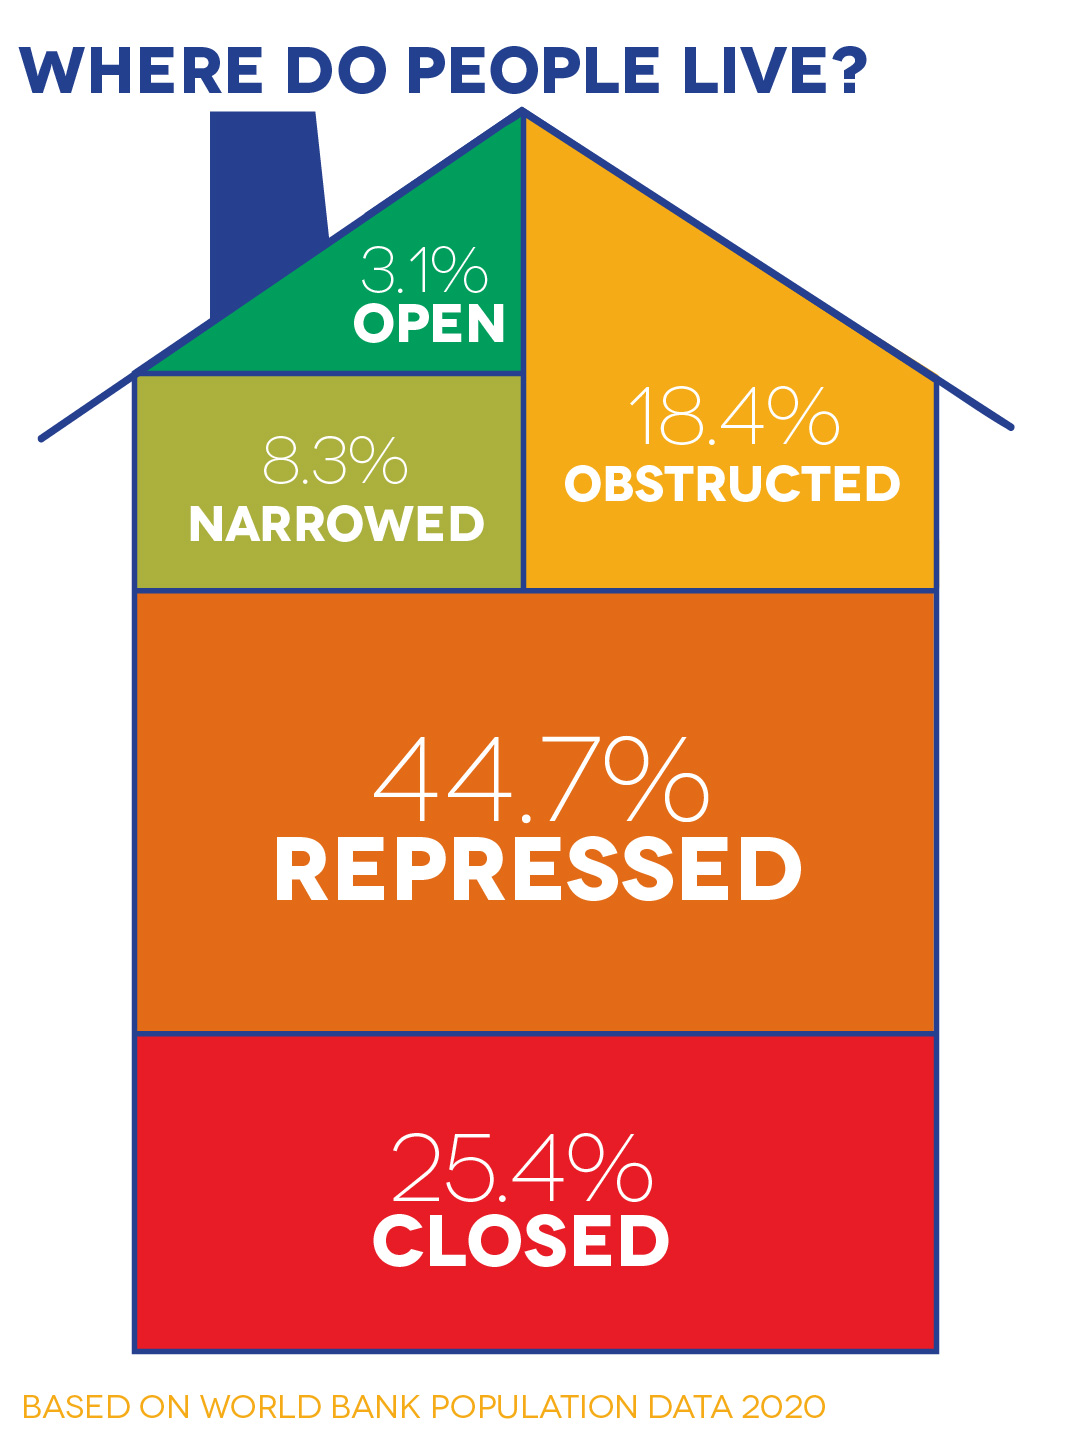 WHERE DO PEOPLE LIVE?
3.1%
OPEN
8.3%
NARROWED
18.4%
OBSTRUCTED
44.7%
REPRESSED
25.4%
CLOSED
BASED ON WORLD BANK POPULATION DATA 2020